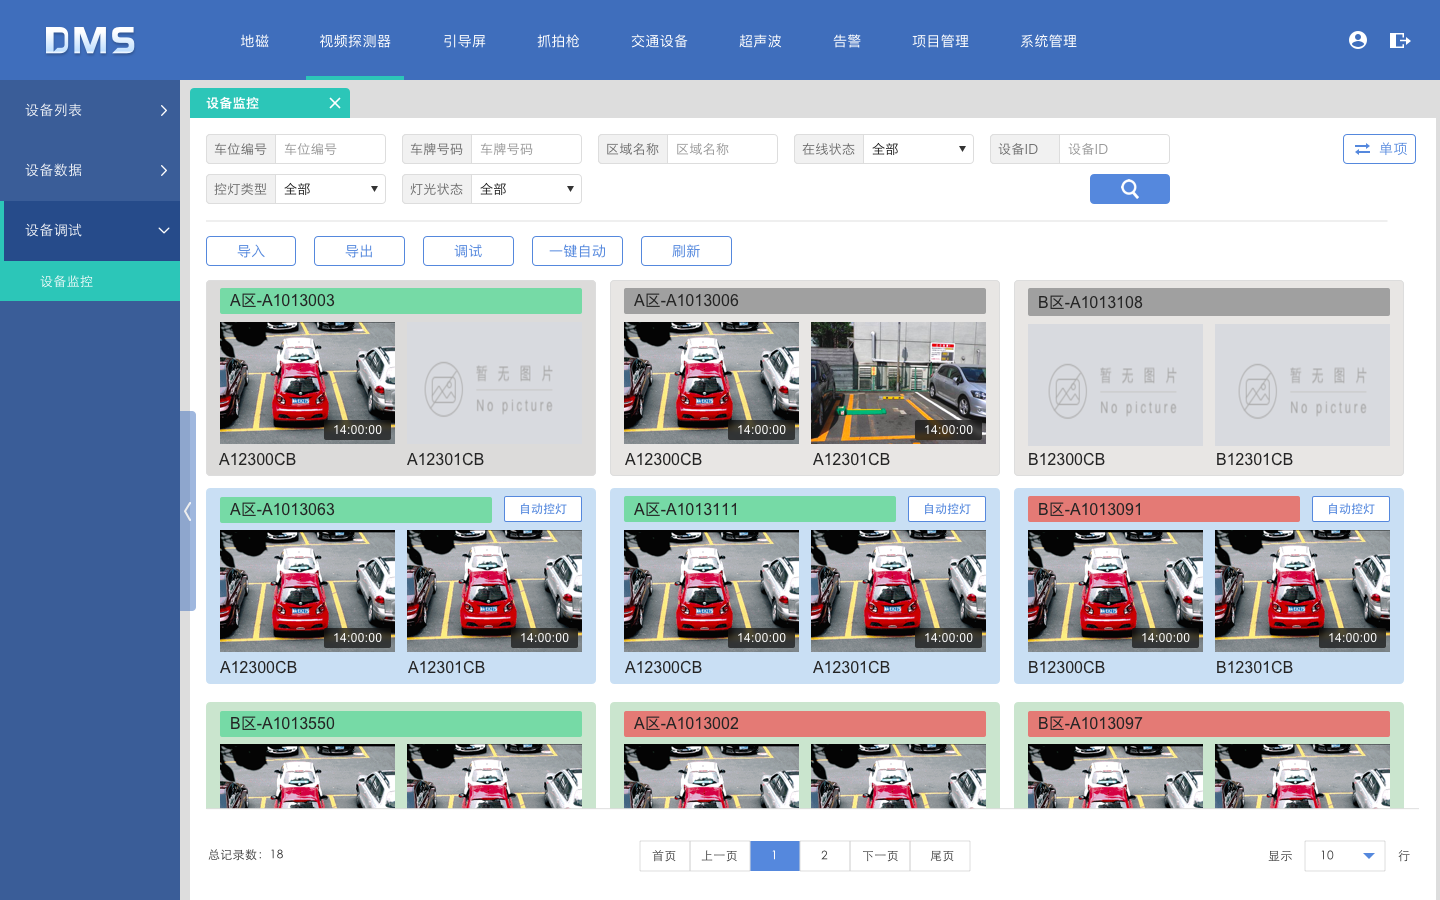 DMS 地磁 视频探测器 引导屏 抓拍枪 交通设备 超声波 告警 项目管理 系统管理
设备列表
设备数据
设备调试
设备监控
设备监控
车位编号 车位编号 车牌号码 车牌号码 区域名称 区域名称 在线状态 全部 设备ID 设备ID 单项
控灯类型 全部 灯光状态 全部
导入 导出 调试 一键自动 刷新
A区-A1013003 A区-A1013006 B区-A1013108
暂无图片 暂无图片 暂无图片
No picture No picture No picture
14:00:00 14:00:00 14:00:00
A12300CB A12301CB A12300CB A12301CB B12300CB B12301CB
A区-A1013063 自动控灯 A区-A1013111 自动控灯 B区-A1013091 自动控灯
14:00:00 14:00:00 14:00:00 14:00:00 14:00:00 14:00:00
A12300CB A12301CB A12300CB A12301CB B12300CB B12301CB
B区-A1013550 A区-A1013002 B区-A1013097
总记录数：18 首页 上一页 1 2 下一页 尾页 显示 10 行